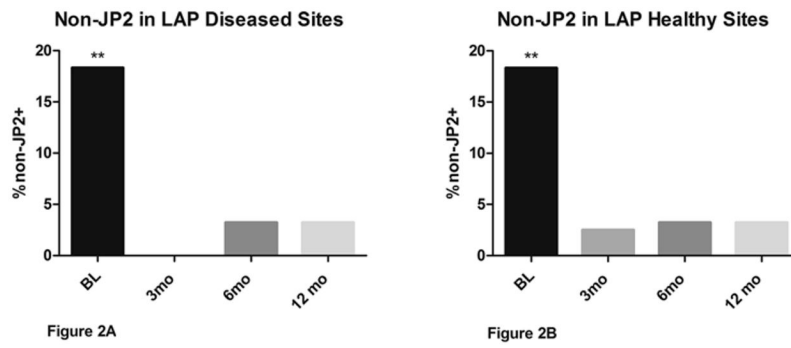 Non-JP2 in LAP Diseased Sites
%non-JP2+
20
15
10
5
0
**
BL
3mo
6mo
12 mo
Figure 2A
Non-JP2 in LAP Healthy Sites
%non-JP2+
20
15
10
5
0
**
BL
3mo
6mo
12 mo
Figure 2B